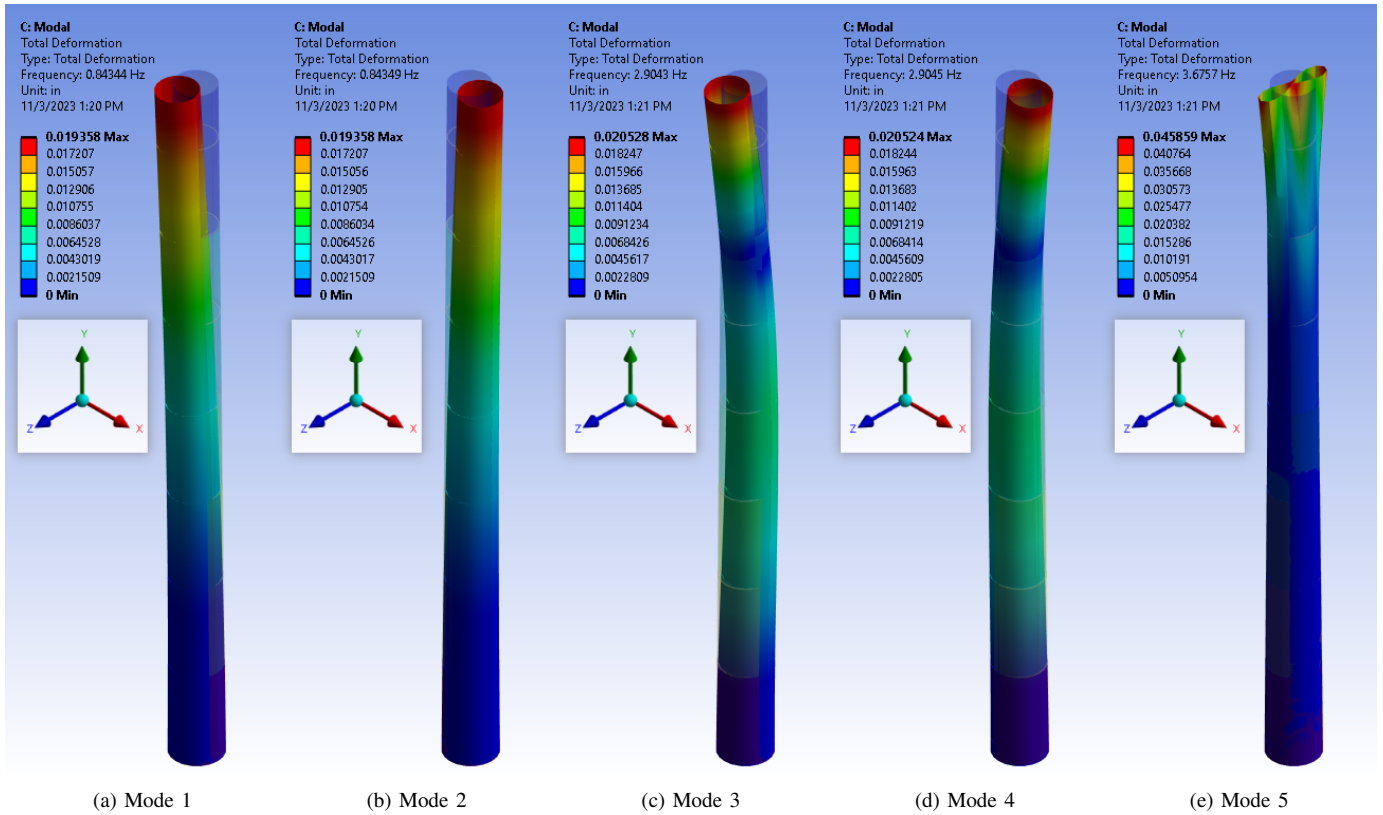 C: Modal
Total Deformation
Type: Total Deformation
Frequency: 0.84344 Hz
Unit: in
11/3/2023 1:20 PM
0.019358 Max
0.017207
0.015057
0.012906
0.010755
0.0086037
0.0064528
0.0043019
0.0021509
0 Min
Y
Z
X
(a) Mode 1
C: Modal
Total Deformation
Type: Total Deformation
Frequency: 0.84349 Hz
Unit: in
11/3/2023 1:20 PM
0.019358 Max
0.017207
0.015056
0.012905
0.010754
0.0086034
0.0064526
0.0043017
0.0021509
0 Min
Y
Z
X
(b) Mode 2
C: Modal
Total Deformation
Type: Total Deformation
Frequency: 2.9043 Hz
Unit: in
11/3/2023 1:21 PM
0.020528 Max
0.018247
0.015966
0.013685
0.011404
0.0091234
0.0068426
0.0045617
0.0022809
0 Min
Y
Z
X
(c) Mode 3
C: Modal
Total Deformation
Type: Total Deformation
Frequency: 2.9045 Hz
Unit: in
11/3/2023 1:21 PM
0.020524 Max
0.018244
0.015963
0.013683
0.011402
0.0091219
0.0068414
0.0045609
0.0022805
0 Min
Y
Z
X
(d) Mode 4
C: Modal
Total Deformation
Type: Total Deformation
Frequency: 3.6757 Hz
Unit: in
11/3/2023 1:21 PM
0.045859 Max
0.040764
0.035668
0.030573
0.025477
0.020382
0.015286
0.010191
0.0050954
0 Min
Y
Z
X
(e) Mode 5